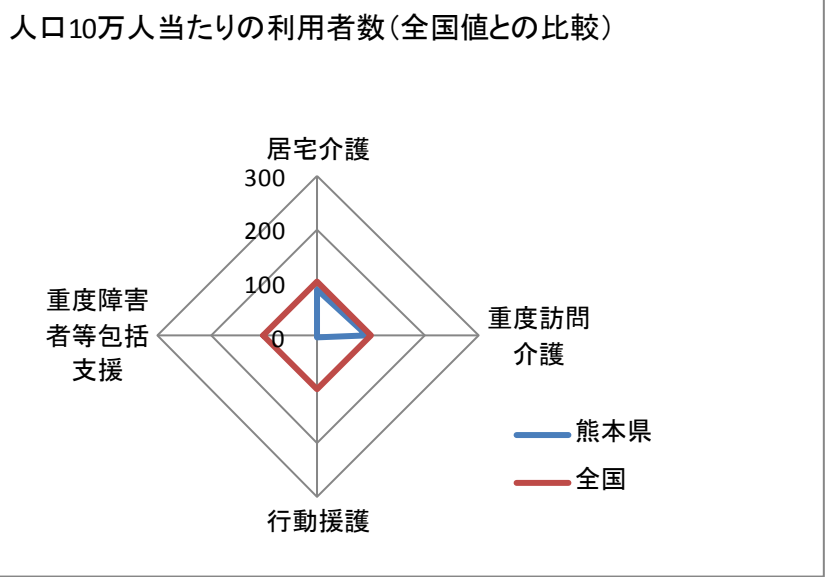 人口10万人当たりの利用者数（全国値との比較）
居宅介護
300
200
100
0
重度障害
者等包括
支援
重度訪問
介護
熊本県
全国
行動援護